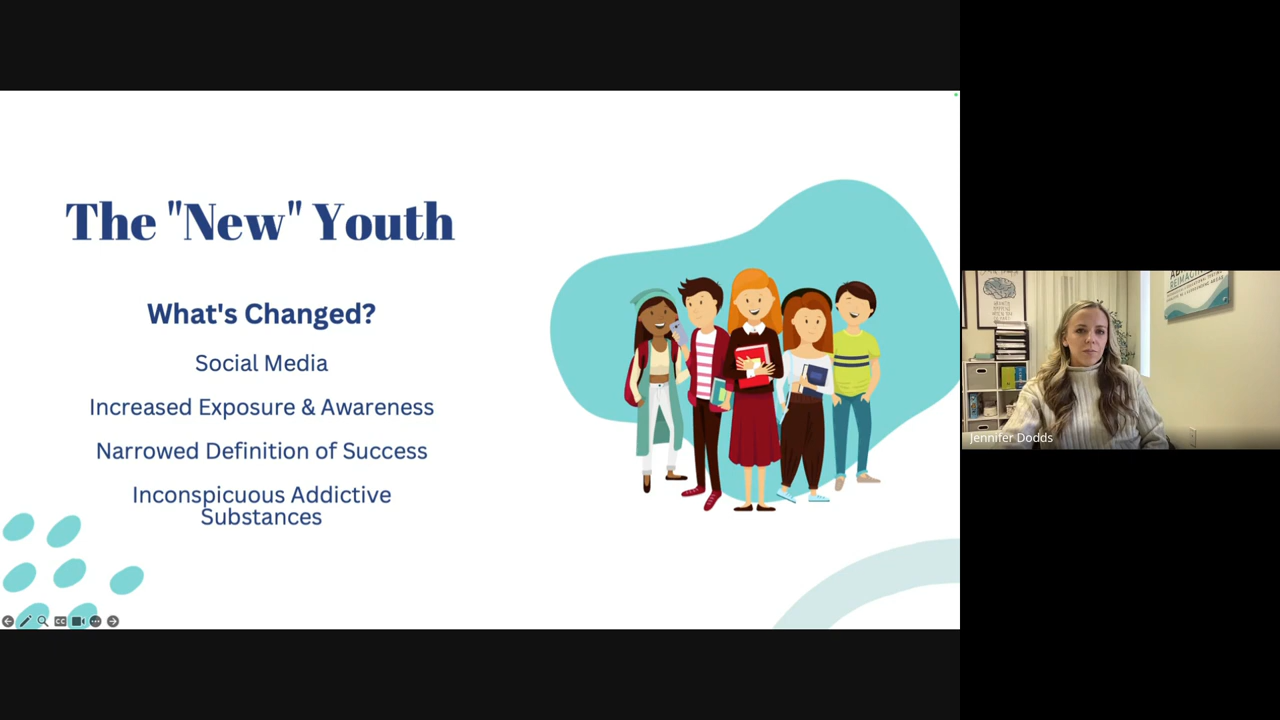 The "New" Youth
What's Changed?
Social Media
Increased Exposure & Awareness
Narrowed Definition of Success
Inconspicuous Addictive
Substances
CC
Jennifer Dodds